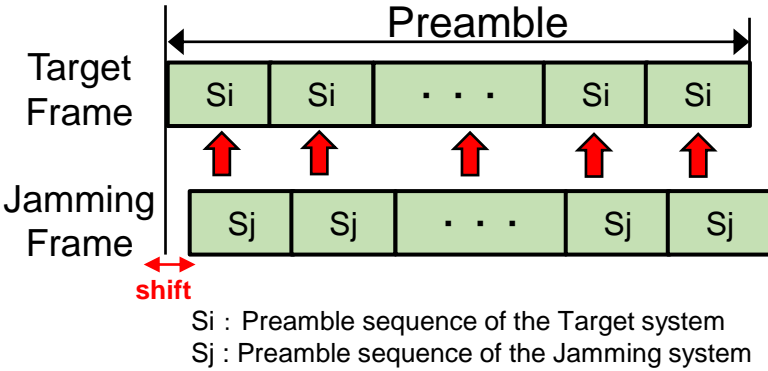 Preamble
Target
Frame
Si Si · · · Si Si
Jamming
Frame
Sj Sj · · · Sj Sj
shift
Si : Preamble sequence of the Target system
Sj : Preamble sequence of the Jamming system